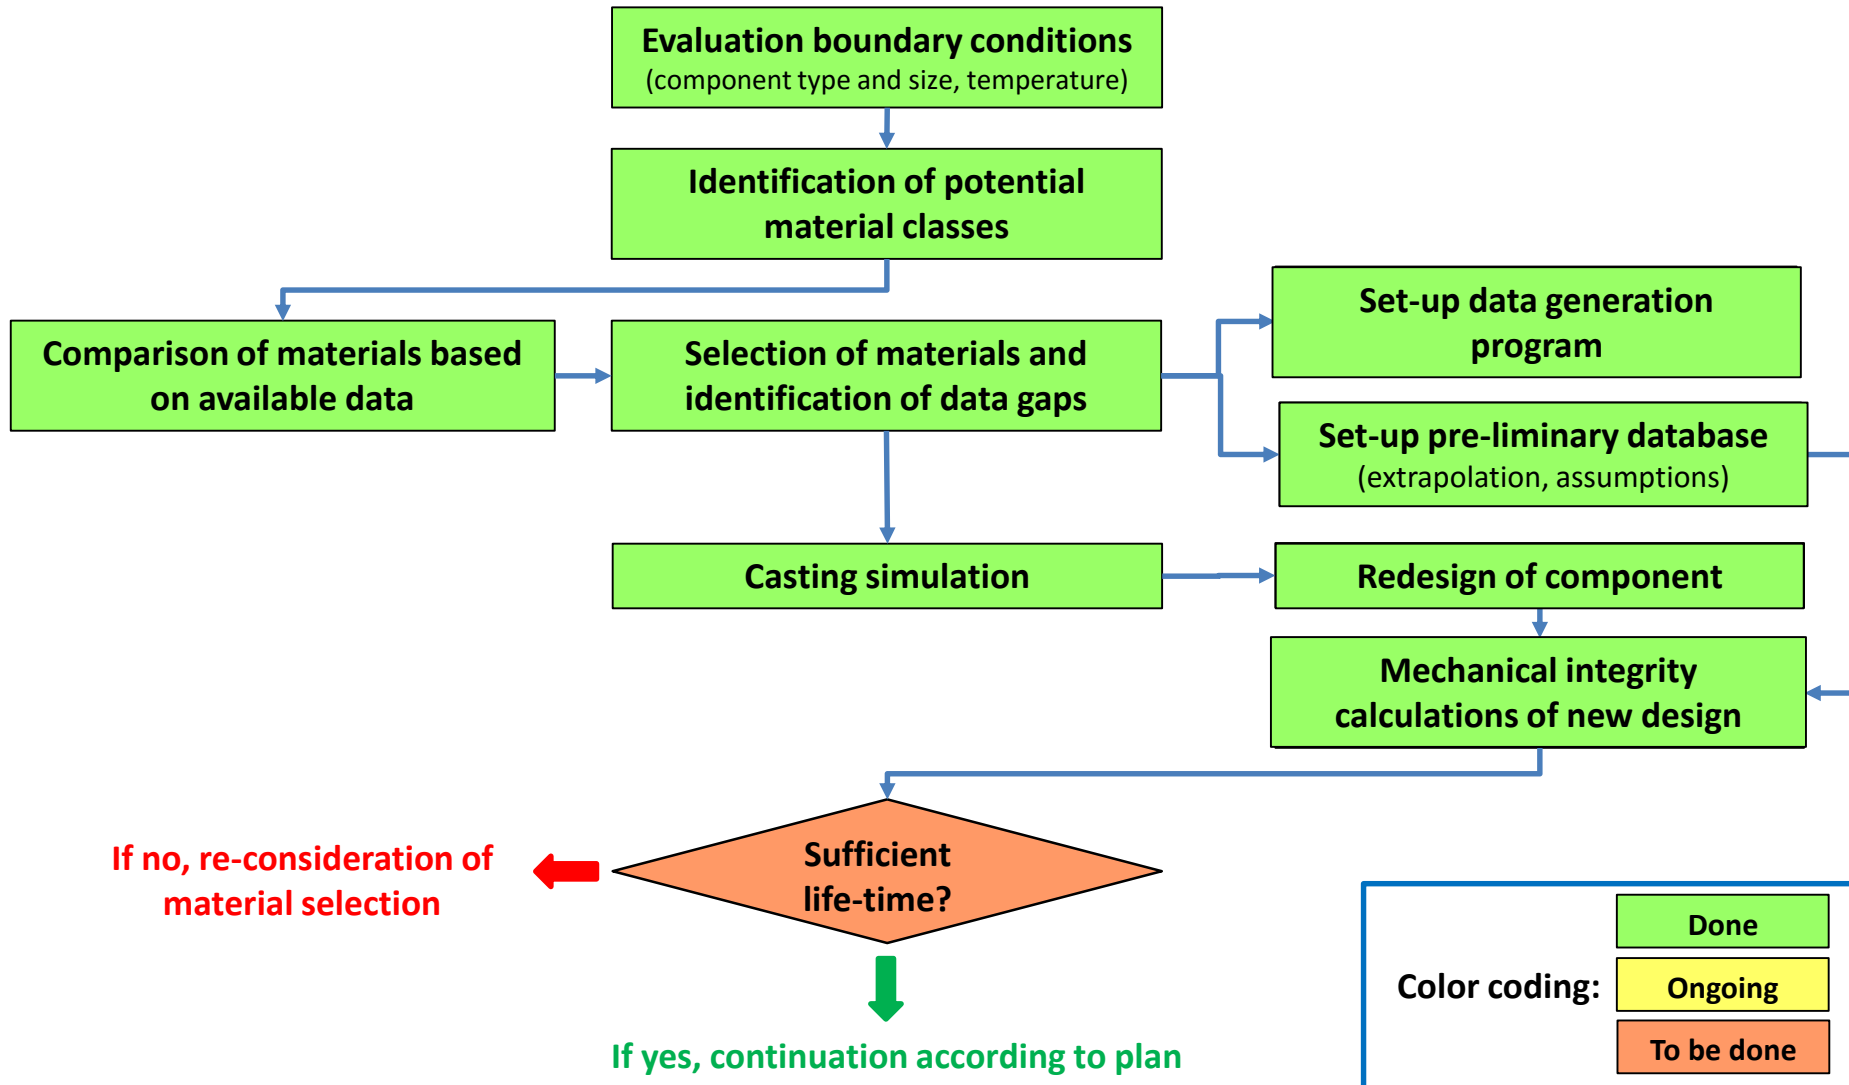 Evaluation boundary conditions
(component type and size, temperature)
Identification of potential
material classes
Comparison of materials based
on available data
Selection of materials and
identification of data gaps
Set-up data generation
program
Set-up pre-liminary database
(extrapolation, assumptions)
Casting simulation
Redesign of component
Mechanical integrity
calculations of new design
Sufficient
life-time?
If no, re-consideration of
material selection
If yes, continuation according to plan
Color coding:
Done
Ongoing
To be done